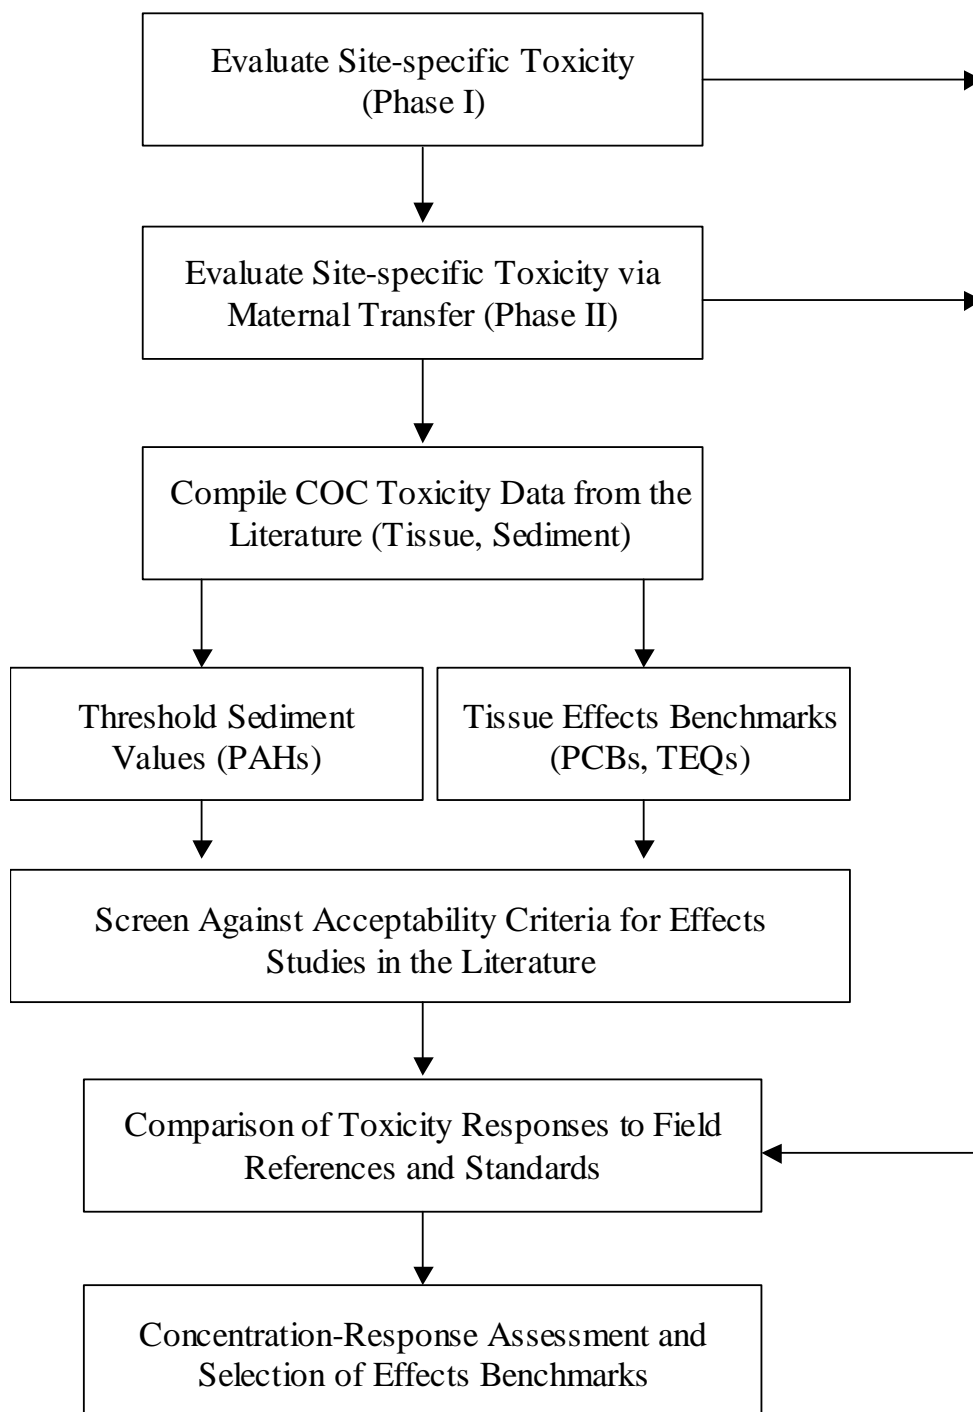 Evaluate Site-specific Toxicity
(Phase I)
Evaluate Site-specific Toxicity via
Maternal Transfer (Phase II)
Compile COC Toxicity Data from the
Literature (Tissue, Sediment)
Threshold Sediment
Values (PAHs)
Tissue Effects Benchmarks
(PCBs, TEQs)
Screen Against Acceptability Criteria for Effects
Studies in the Literature
Comparison of Toxicity Responses to Field
References and Standards
Concentration-Response Assessment and
Selection of Effects Benchmarks